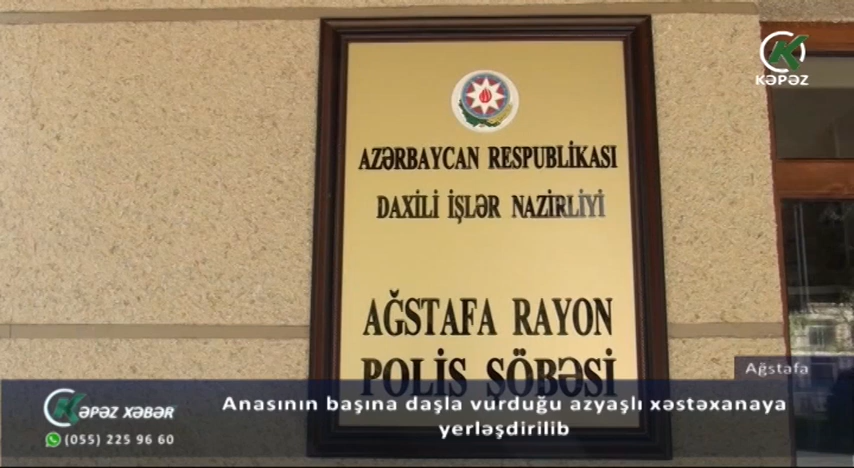 KƏPƏZ
AZƏRBAYCAN RESPUBLİKASI
DAXİLİ İŞLƏR NAZİRLİYİ
AĞSTAFA RAYON
POLİS ŞÖBƏSİ
Ağstafa
KƏPƏZ XƏBƏR
(055) 225 96 60
Anasının başına daşla vurduğu azyaşlı xəstəxanaya
yerləşdirilib